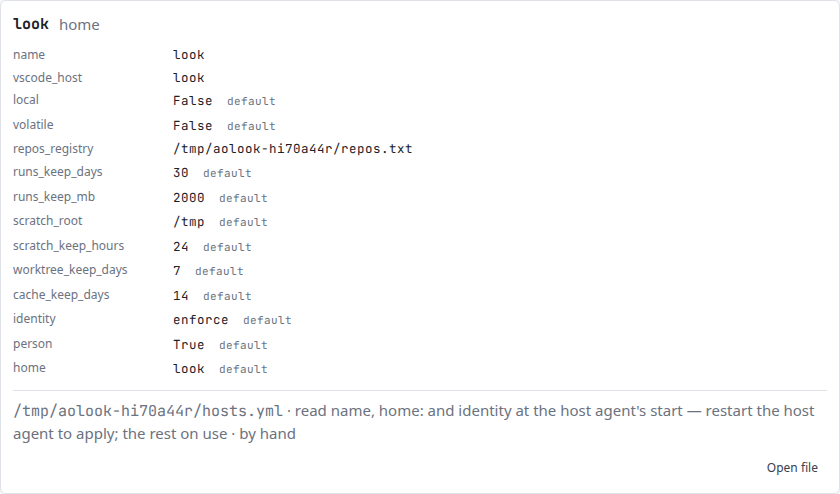 look home
name look
vscode_host look
local False default
volatile False default
repos_registry /tmp/aolook-hi70a44r/repos.txt
runs_keep_days 30 default
runs_keep_mb 2000 default
scratch_root /tmp default
scratch_keep_hours 24 default
worktree_keep_days 7 default
cache_keep_days 14 default
identity enforce default
person True default
home look default
/tmp/aolook-hi70a44r/hosts.yml · read name, home: and identity at the host agent's start — restart the host
agent to apply; the rest on use · by hand
Open file